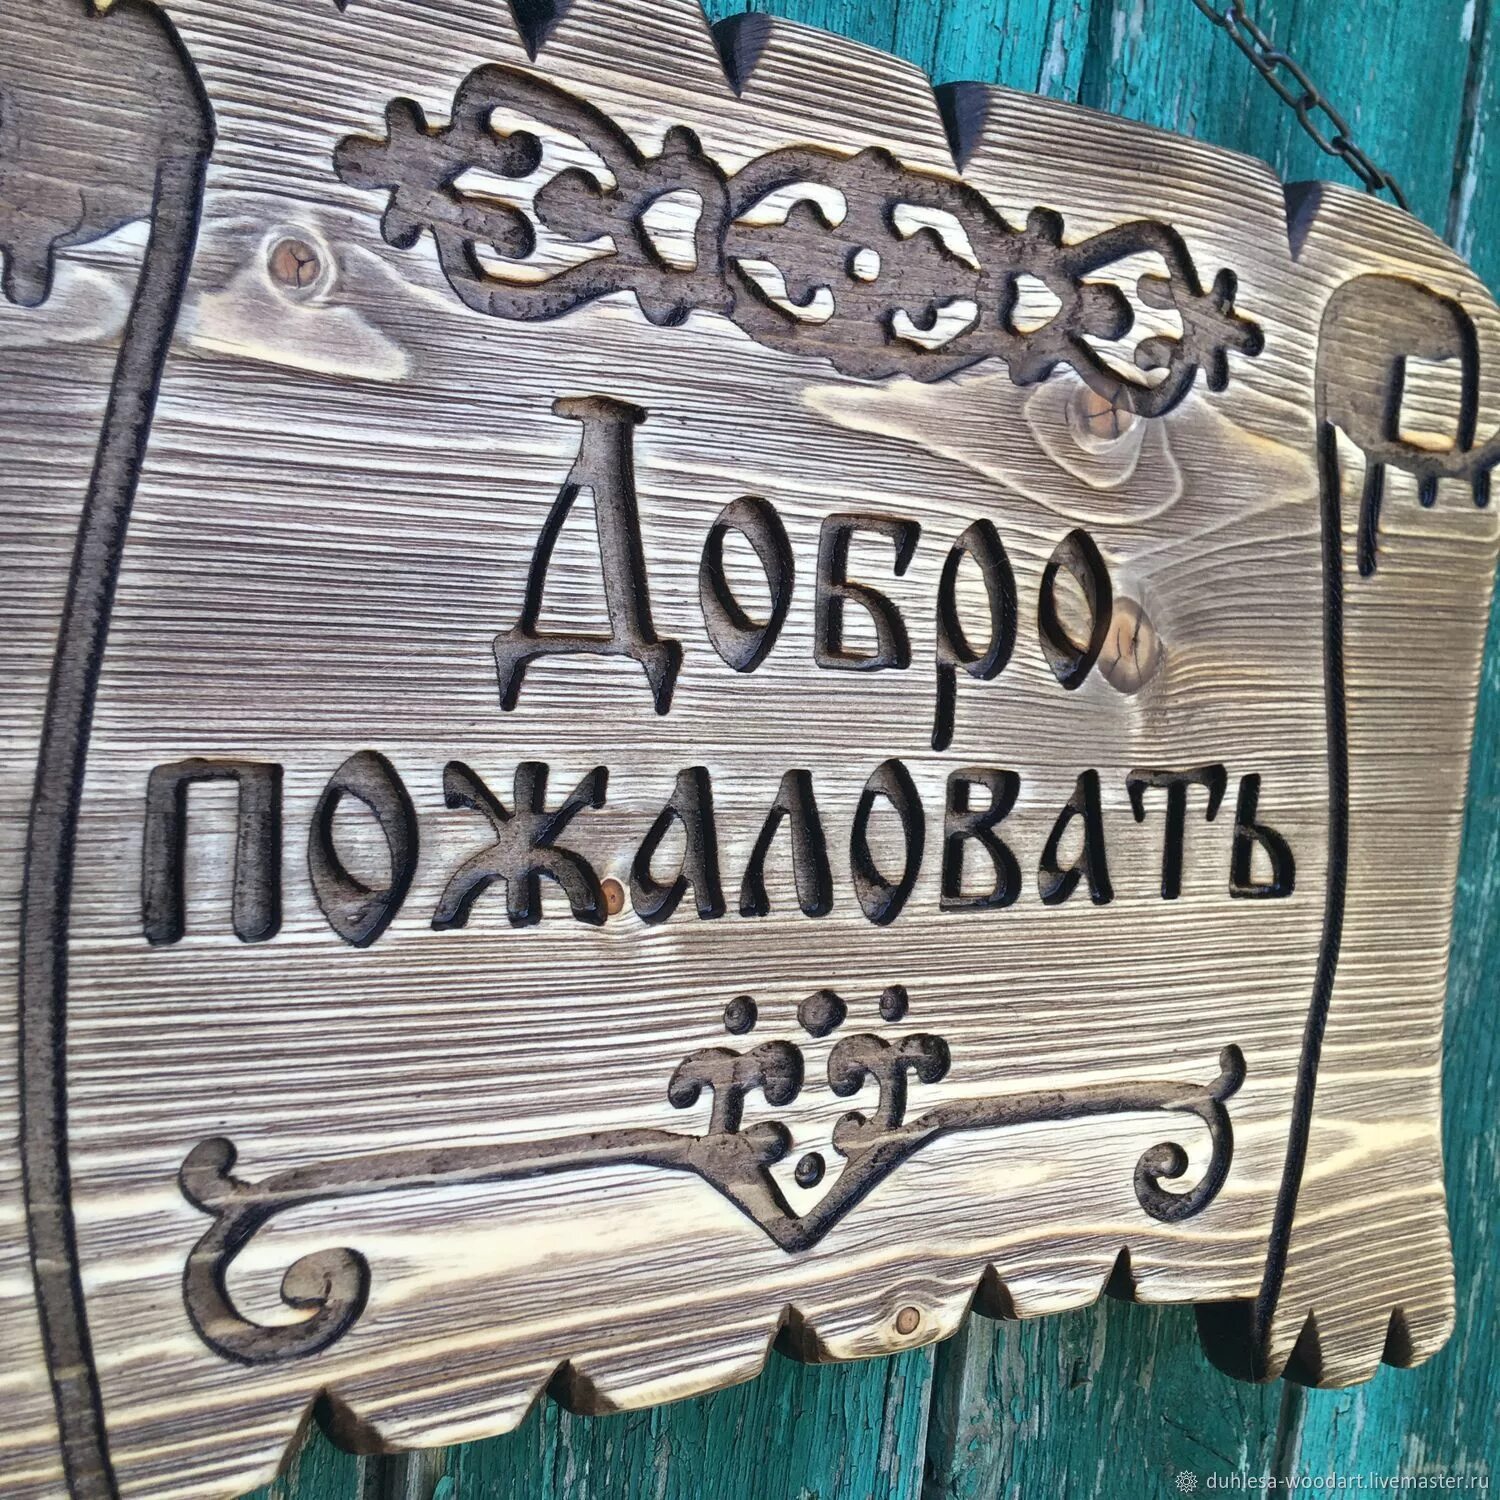 Добро
пожаловать
duhlesa-woodart.livemaster.ru